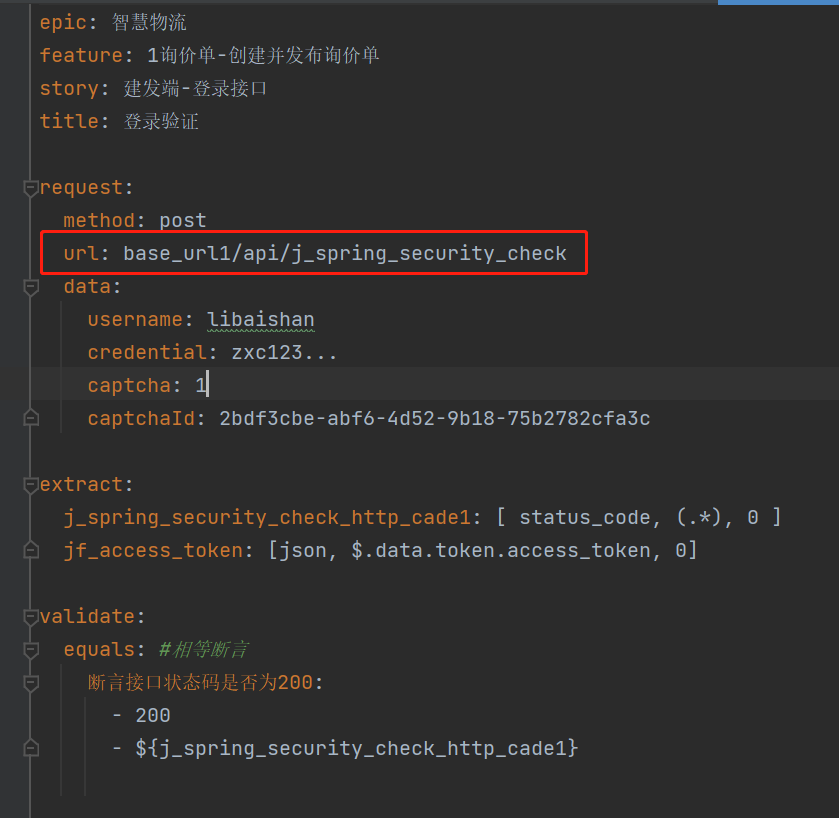 epic: 智慧物流
feature: 1询价单-创建并发布询价单
story: 建发端-登录接口
title: 登录验证
request:
method: post
url: base_url1/api/j_spring_security_check
data:
username: libaishan
credential: zxc123...
captcha: 1
captchaId: 2bdf3cbe-abf6-4d52-9b18-75b2782cfa3c
extract:
j_spring_security_check_http_cade1: [ status_code, (.*), 0 ]
jf_access_token: [json, $.data.token.access_token, 0]
validate:
equals: #相等断言
断言接口状态码是否为200:
- 200
- ${j_spring_security_check_http_cade1}